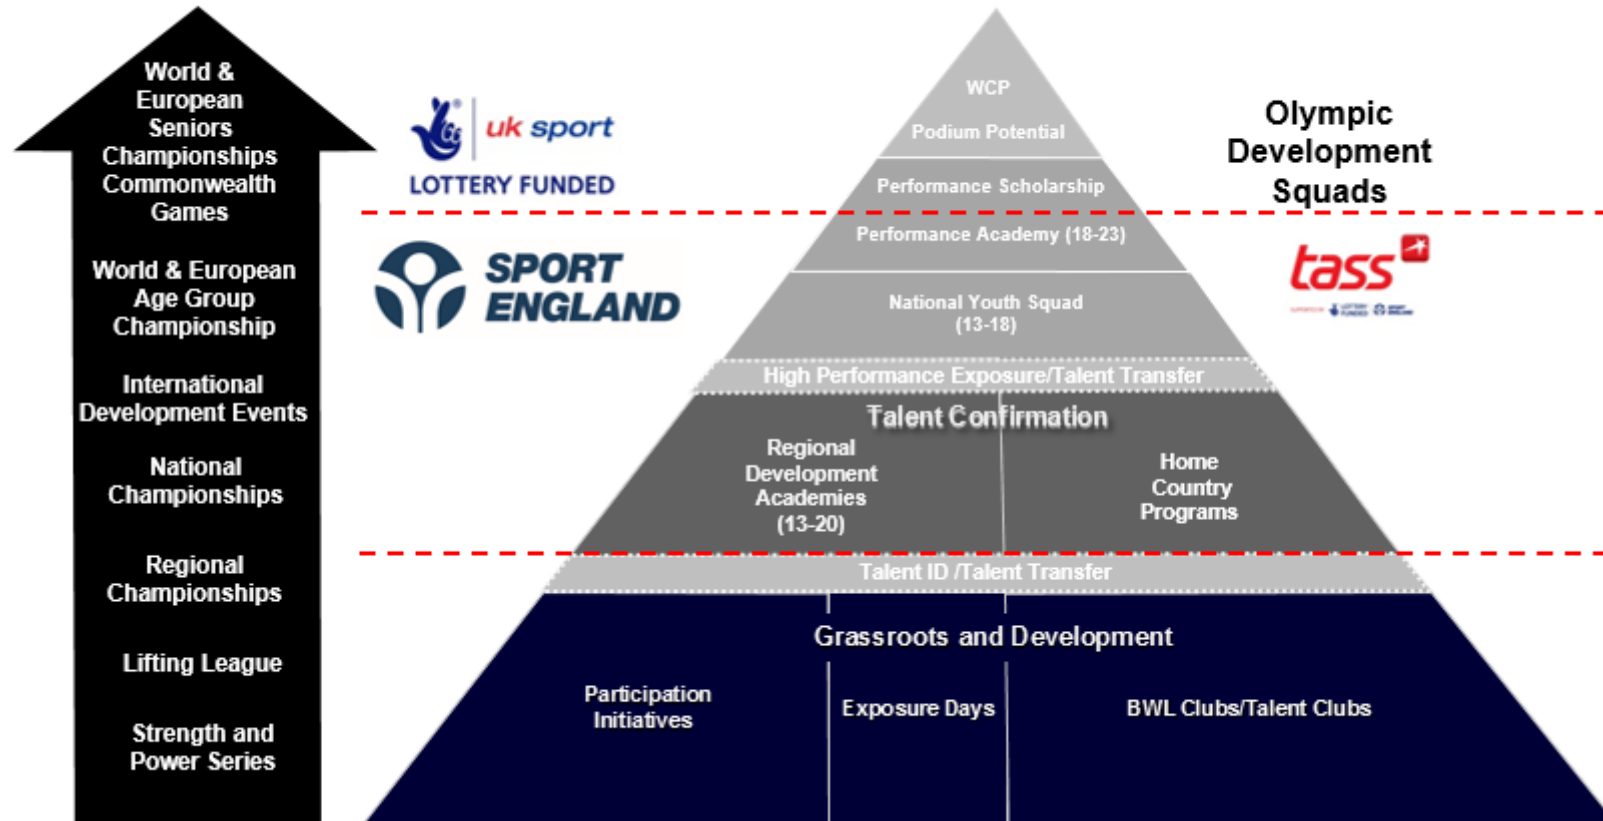 World &
European
Seniors
Championships
Commonwealth
Games
World & European
Age Group
Championship
International
Development Events
National
Championships
Regional
Championships
Lifting League
Strength and
Power Series
uk sport
LOTTERY FUNDED
SPORT
ENGLAND
WCP
Podium Potential
Performance Scholarship
Performance Academy (18-23)
National Youth Squad
(13-18)
High Performance Exposure/Talent Transfer
Talent Confirmation
Regional
Development
Academies
(13-20)
Home
Country
Programs
Talent ID /Talent Transfer
Grassroots and Development
Participation
Initiatives
Exposure Days
BWL Clubs/Talent Clubs
Olympic
Development
Squads
tass
LOTTERY
FUNDED
SPORT
ENGLAND